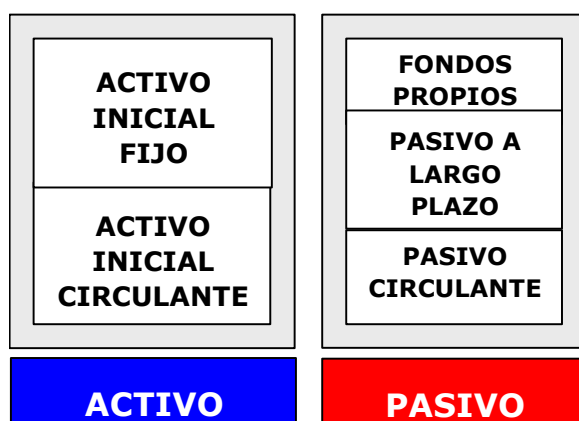 ACTIVO
INICIAL
FIJO
ACTIVO
INICIAL
CIRCULANTE
ACTIVO
FONDOS
PROPIOS
PASIVO A
LARGO
PLAZO
PASIVO
CIRCULANTE
PASIVO